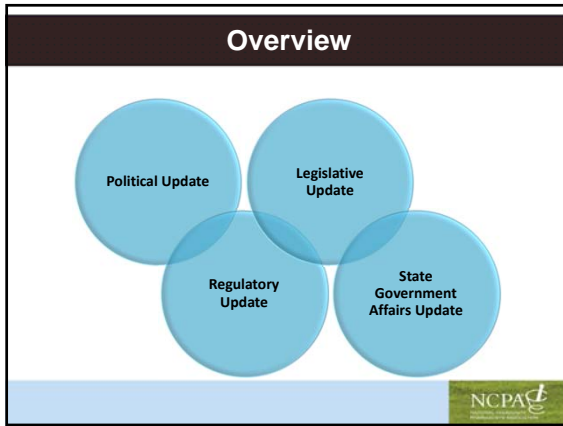 Overview
Political Update
Legislative
Update
Regulatory
Update
State
Government
Affairs Update
NCPA